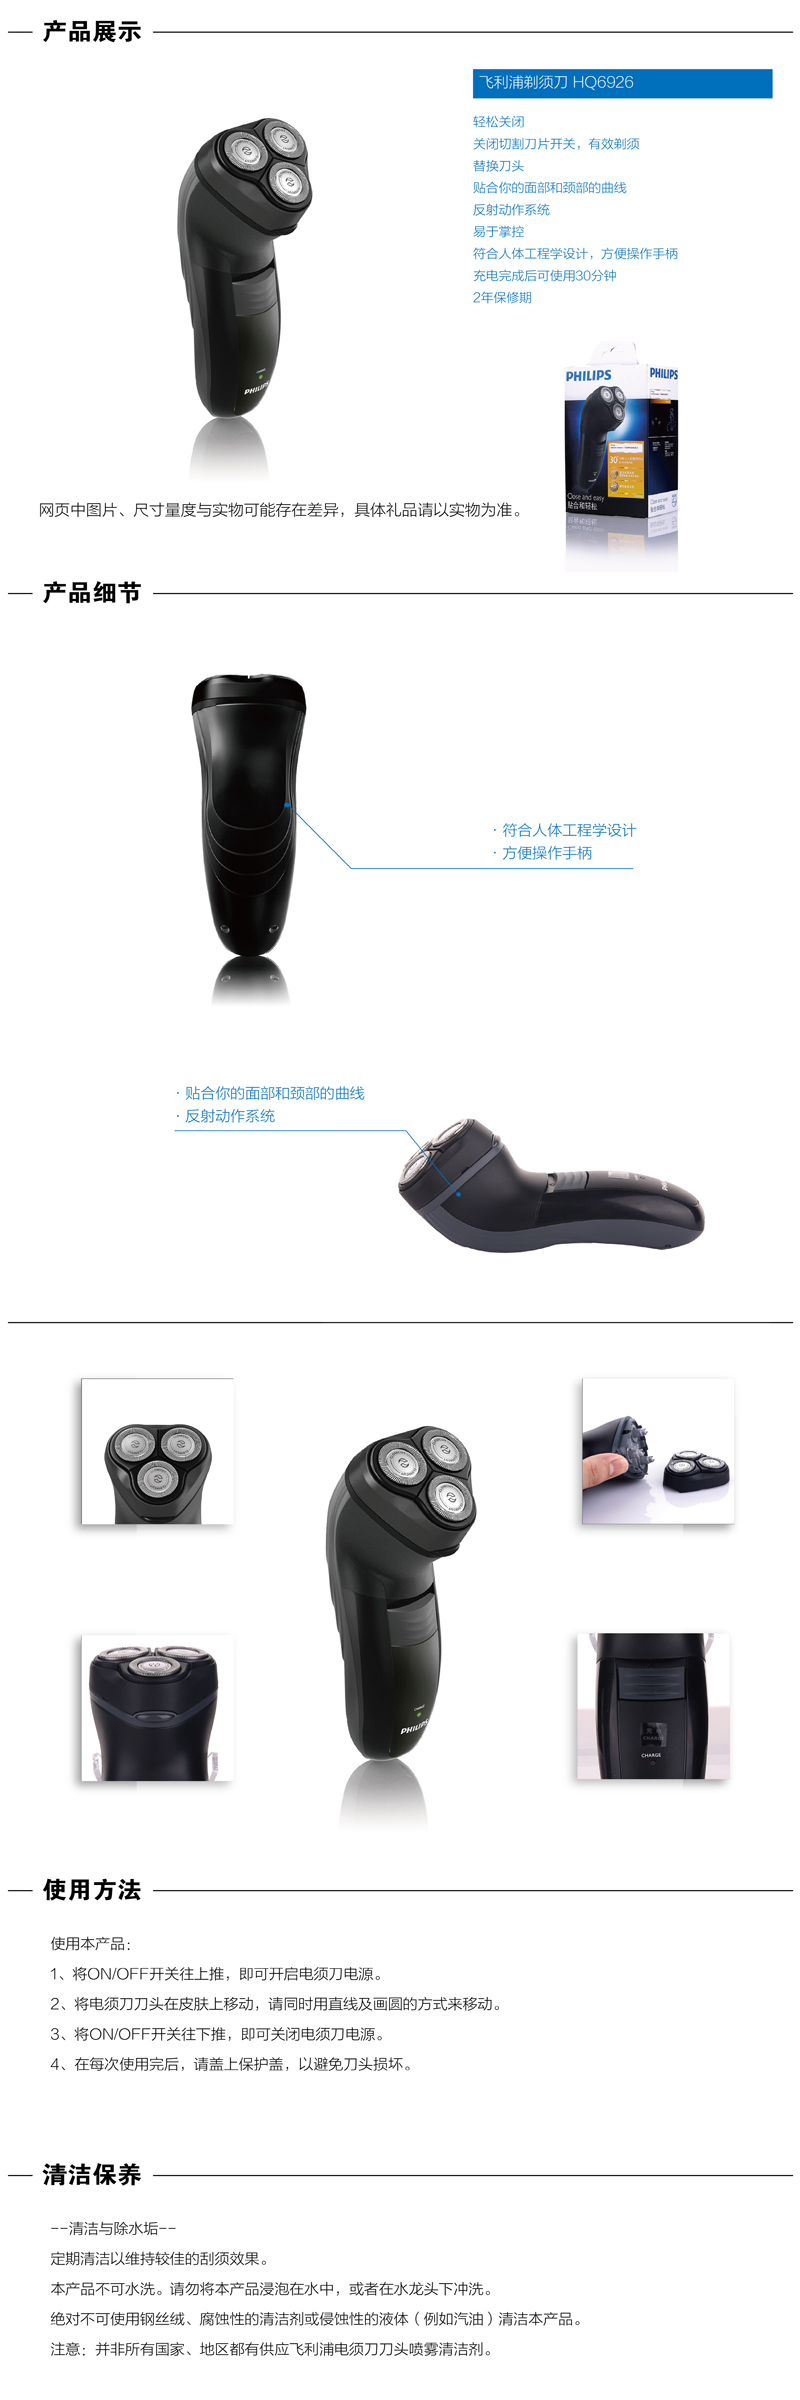 产品展示
飞利浦剃须刀 HQ6926
轻松关闭
关闭切割刀片开关，有效剃须
替换刀头
贴合你的面部和颈部的曲线
反射动作系统
易于掌控
符合人体工程学设计，方便操作手柄
充电完成后可使用30分钟
2年保修期
PHILIPS
PHILIPS
PHILIPS
30
Close and easy
贴合和轻松
网页中图片、尺寸量度与实物可能存在差异，具体礼品请以实物为准。
产品细节
· 符合人体工程学设计
· 方便操作手柄
· 贴合你的面部和颈部的曲线
· 反射动作系统
PHILIPS
CHARGE
使用方法
使用本产品：
1、将ON/OFF开关往上推，即可开启电须刀电源。
2、将电须刀刀头在皮肤上移动，请同时用直线及画圆的方式来移动。
3、将ON/OFF开关往下推，即可关闭电须刀电源。
4、在每次使用完后，请盖上保护盖，以避免刀头损坏。
清洁保养
--清洁与除水垢--
定期清洁以维持较佳的刮须效果。
本产品不可水洗。请勿将本产品浸泡在水中，或者在水龙头下冲洗。
绝对不可使用钢丝绒、腐蚀性的清洁剂或侵蚀性的液体（例如汽油）清洁本产品。
注意：并非所有国家、地区都有供应飞利浦电须刀刀头喷雾清洁剂。